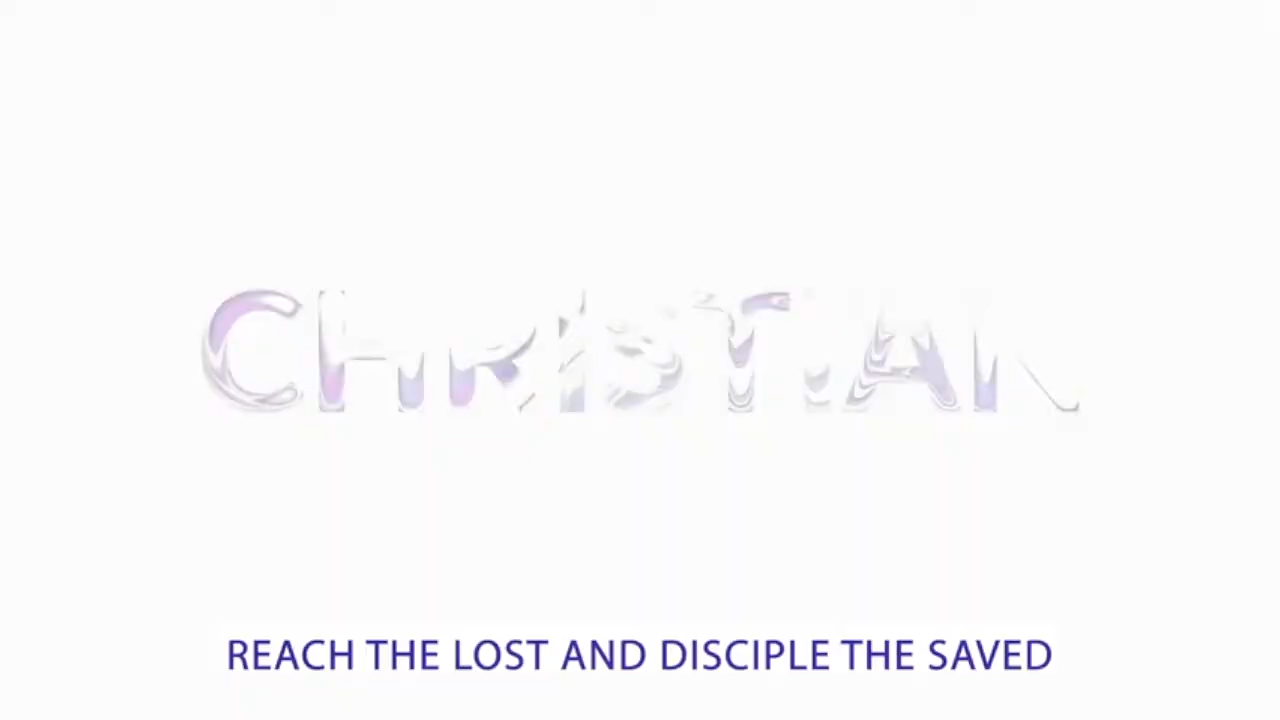 CHRISTIAN
REACH THE LOST AND DISCIPLE THE SAVED